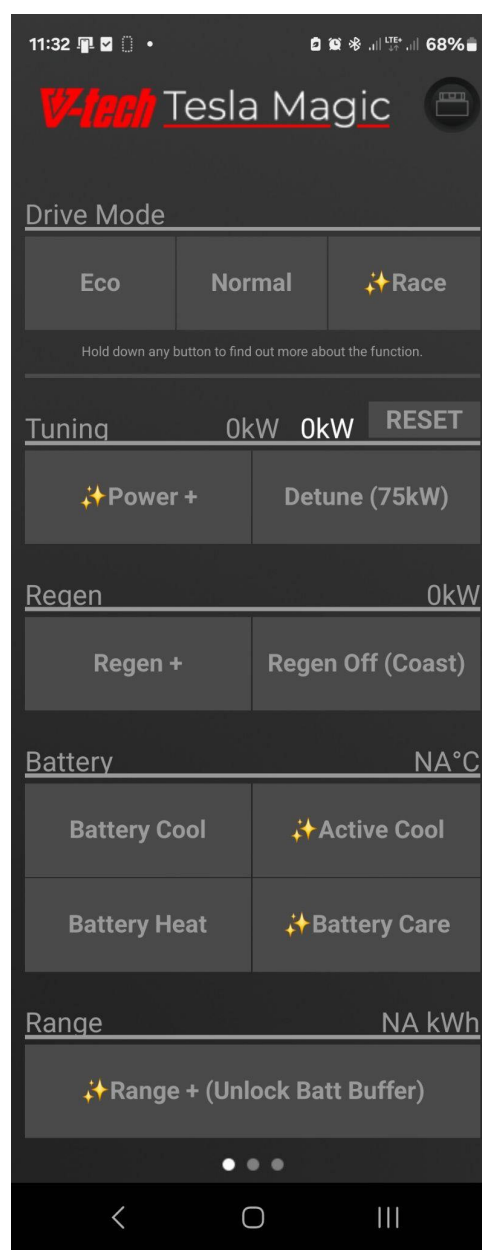 11:32 LTE+ 68%
V-tech Tesla Magic
Drive Mode
Eco Normal ✨Race
Hold down any button to find out more about the function.
Tuning 0kW 0kW RESET
✨Power + Detune (75kW)
Regen 0kW
Regen + Regen Off (Coast)
Battery NA°C
Battery Cool ✨Active Cool
Battery Heat ✨Battery Care
Range NA kWh
✨Range + (Unlock Batt Buffer)